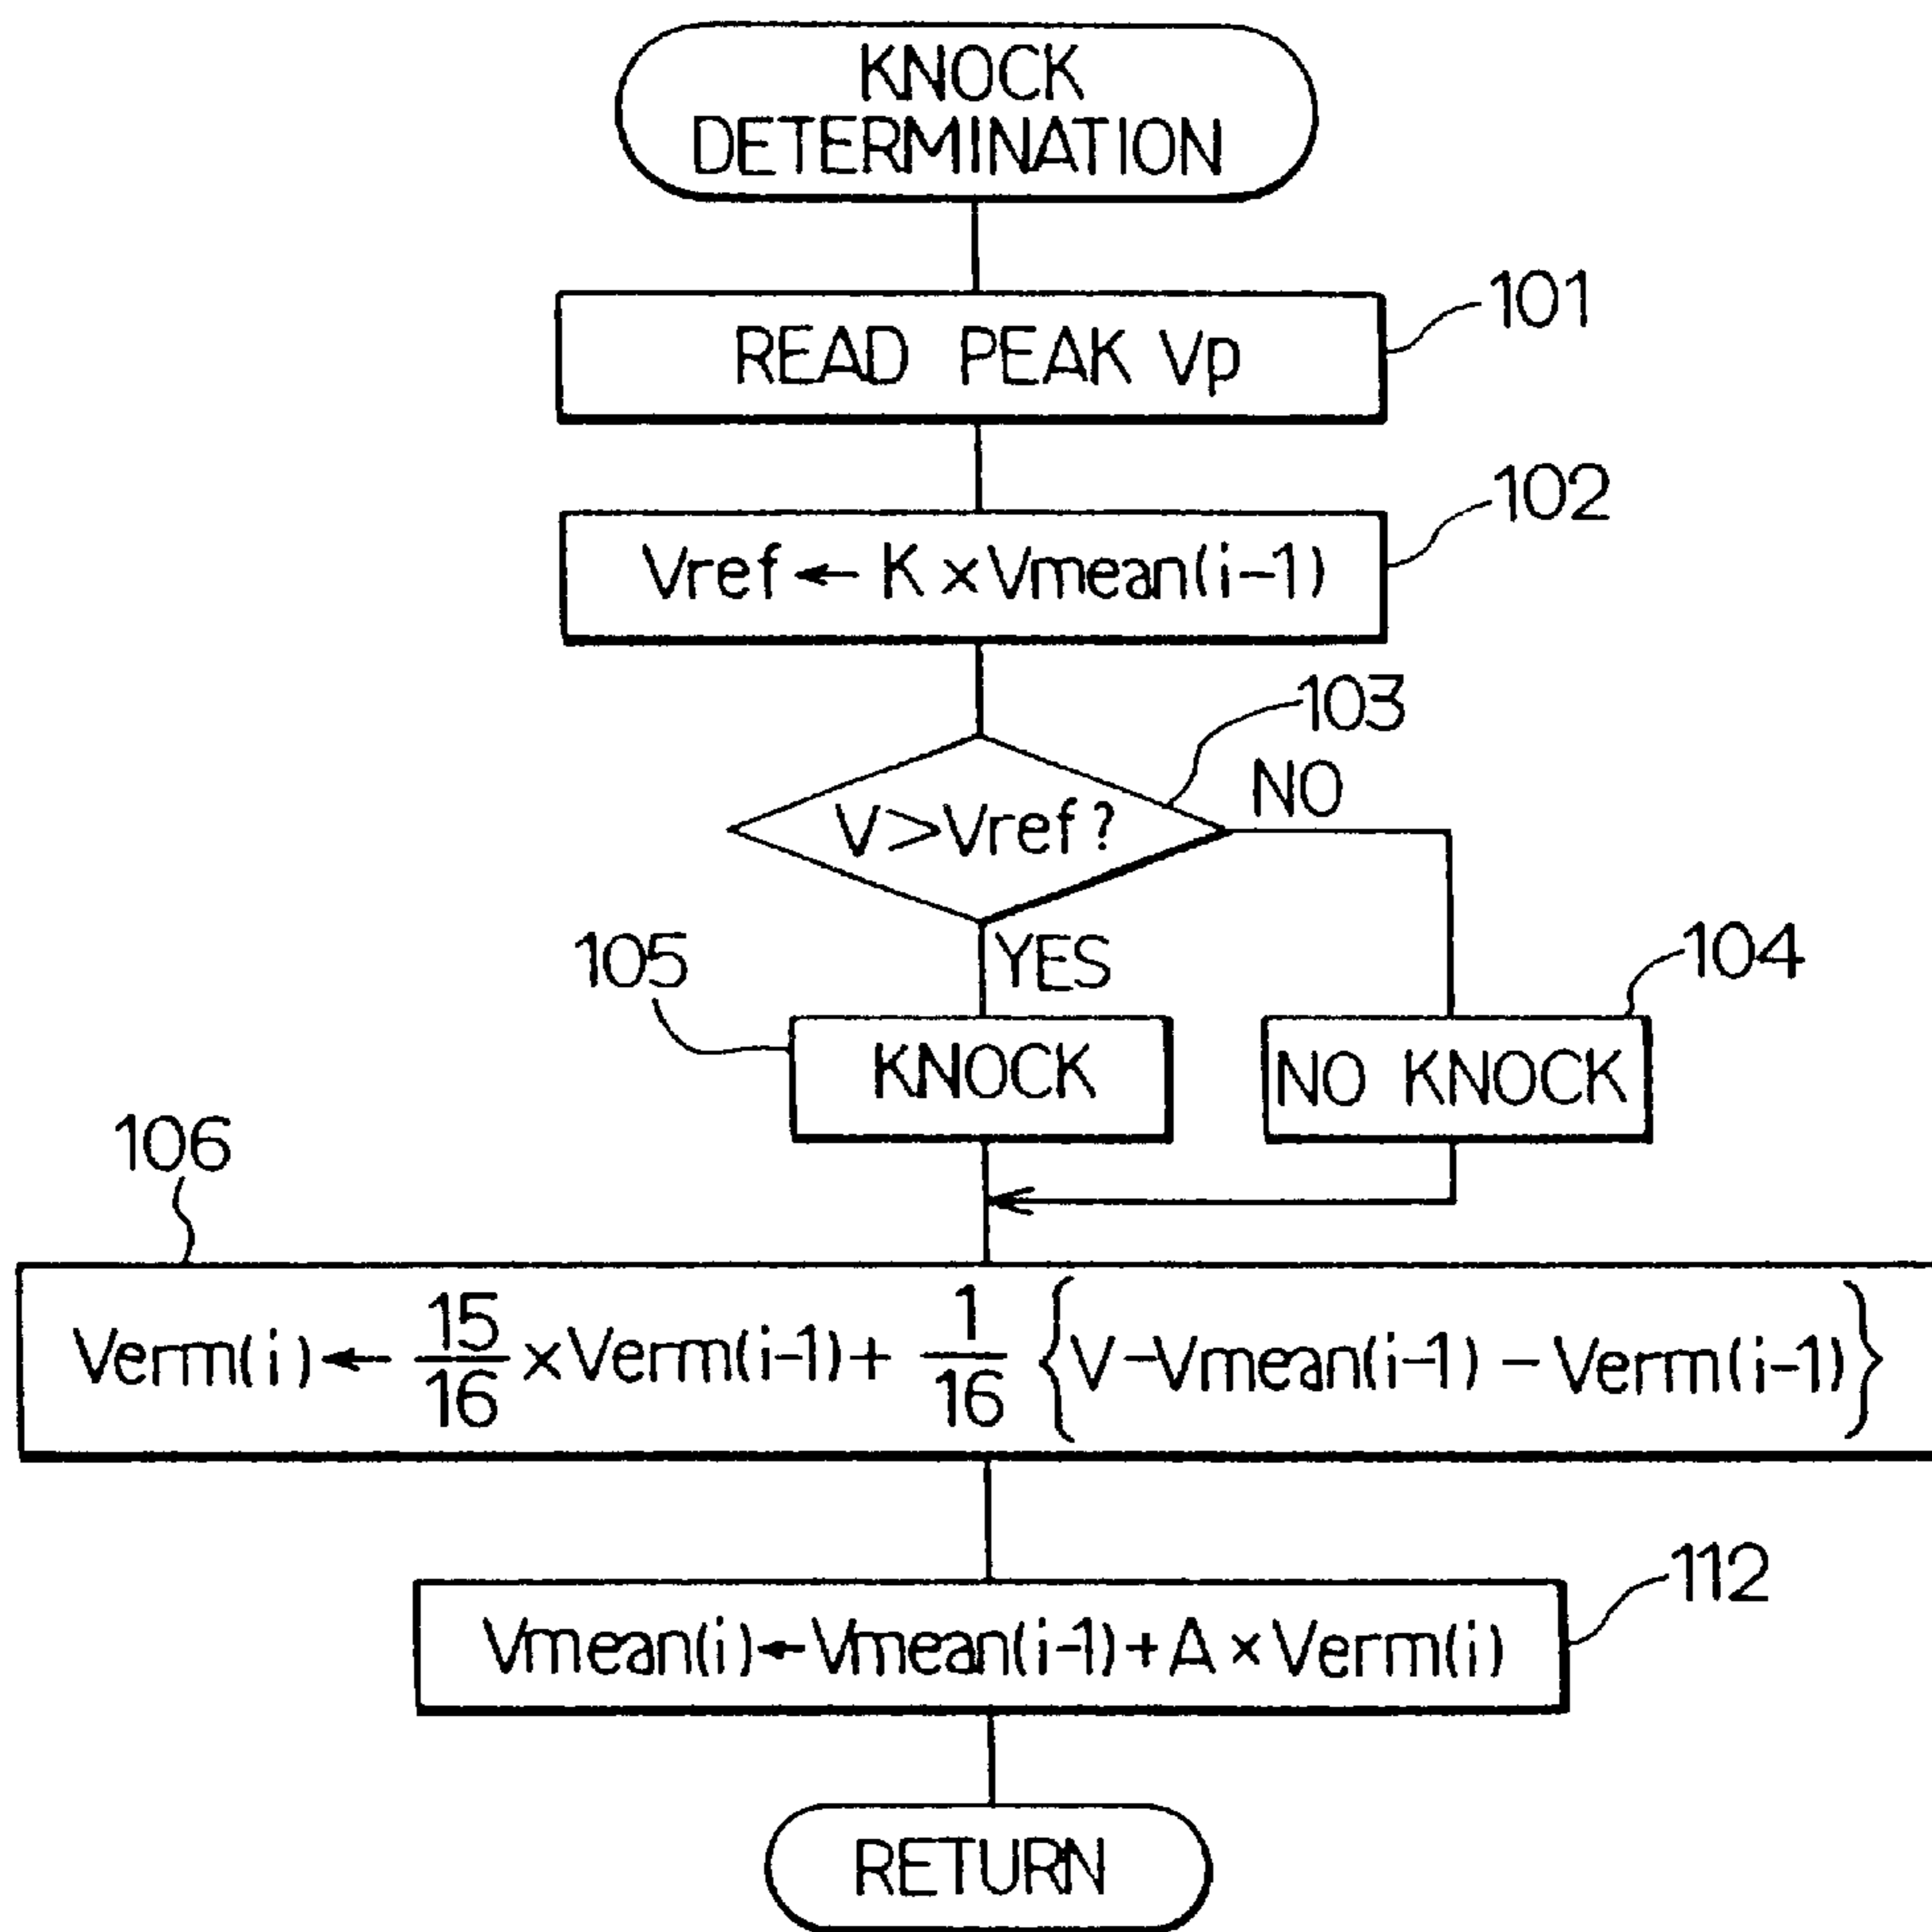 KNOCK
DETERMINATION
101
READ PEAK Vp
102
Vref ← K × Vmean(i-1)
103
V>Vref?
NO
YES
105
104
KNOCK
NO KNOCK
106
Verm(i) ← 15/16 × Verm(i-1) + 1/16 {V - Vmean(i-1) - Verm(i-1)}
112
Vmean(i) ← Vmean(i-1) + A × Verm(i)
RETURN